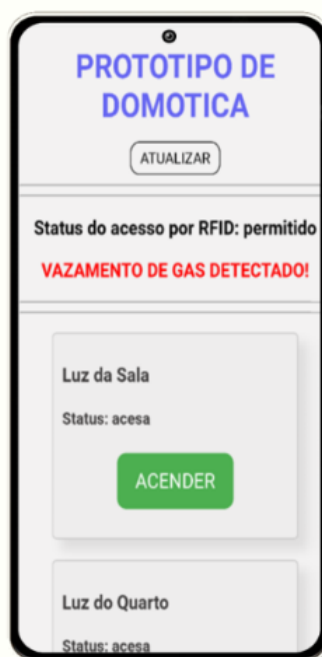 PROTOTIPO DE
DOMOTICA
ATUALIZAR
Status do acesso por RFID: permitido
VAZAMENTO DE GAS DETECTADO!
Luz da Sala
Status: acesa
ACENDER
Luz do Quarto
Status: acesa